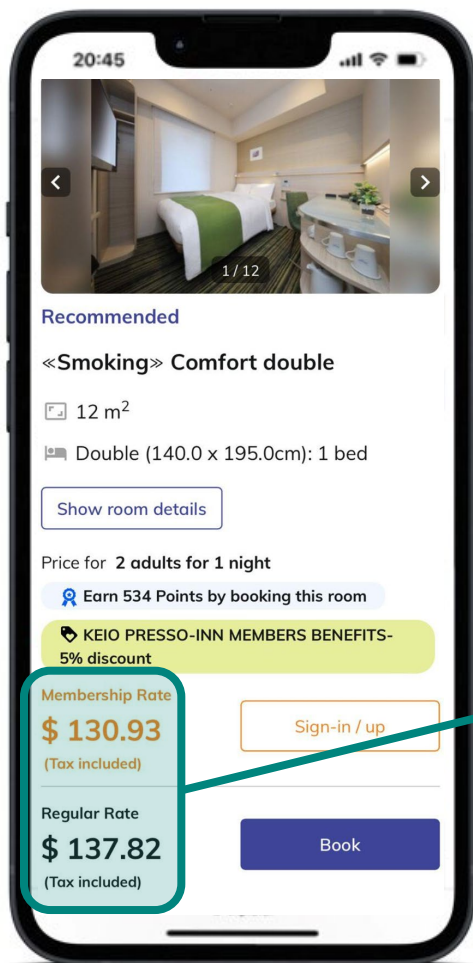 20:45
1 / 12
Recommended
≪Smoking≫ Comfort double
12 m²
Double (140.0 x 195.0cm): 1 bed
Show room details
Price for 2 adults for 1 night
Earn 534 Points by booking this room
KEIO PRESSO-INN MEMBERS BENEFITS-
5% discount
Membership Rate
$ 130.93
(Tax included)
Sign-in / up
Regular Rate
$ 137.82
(Tax included)
Book